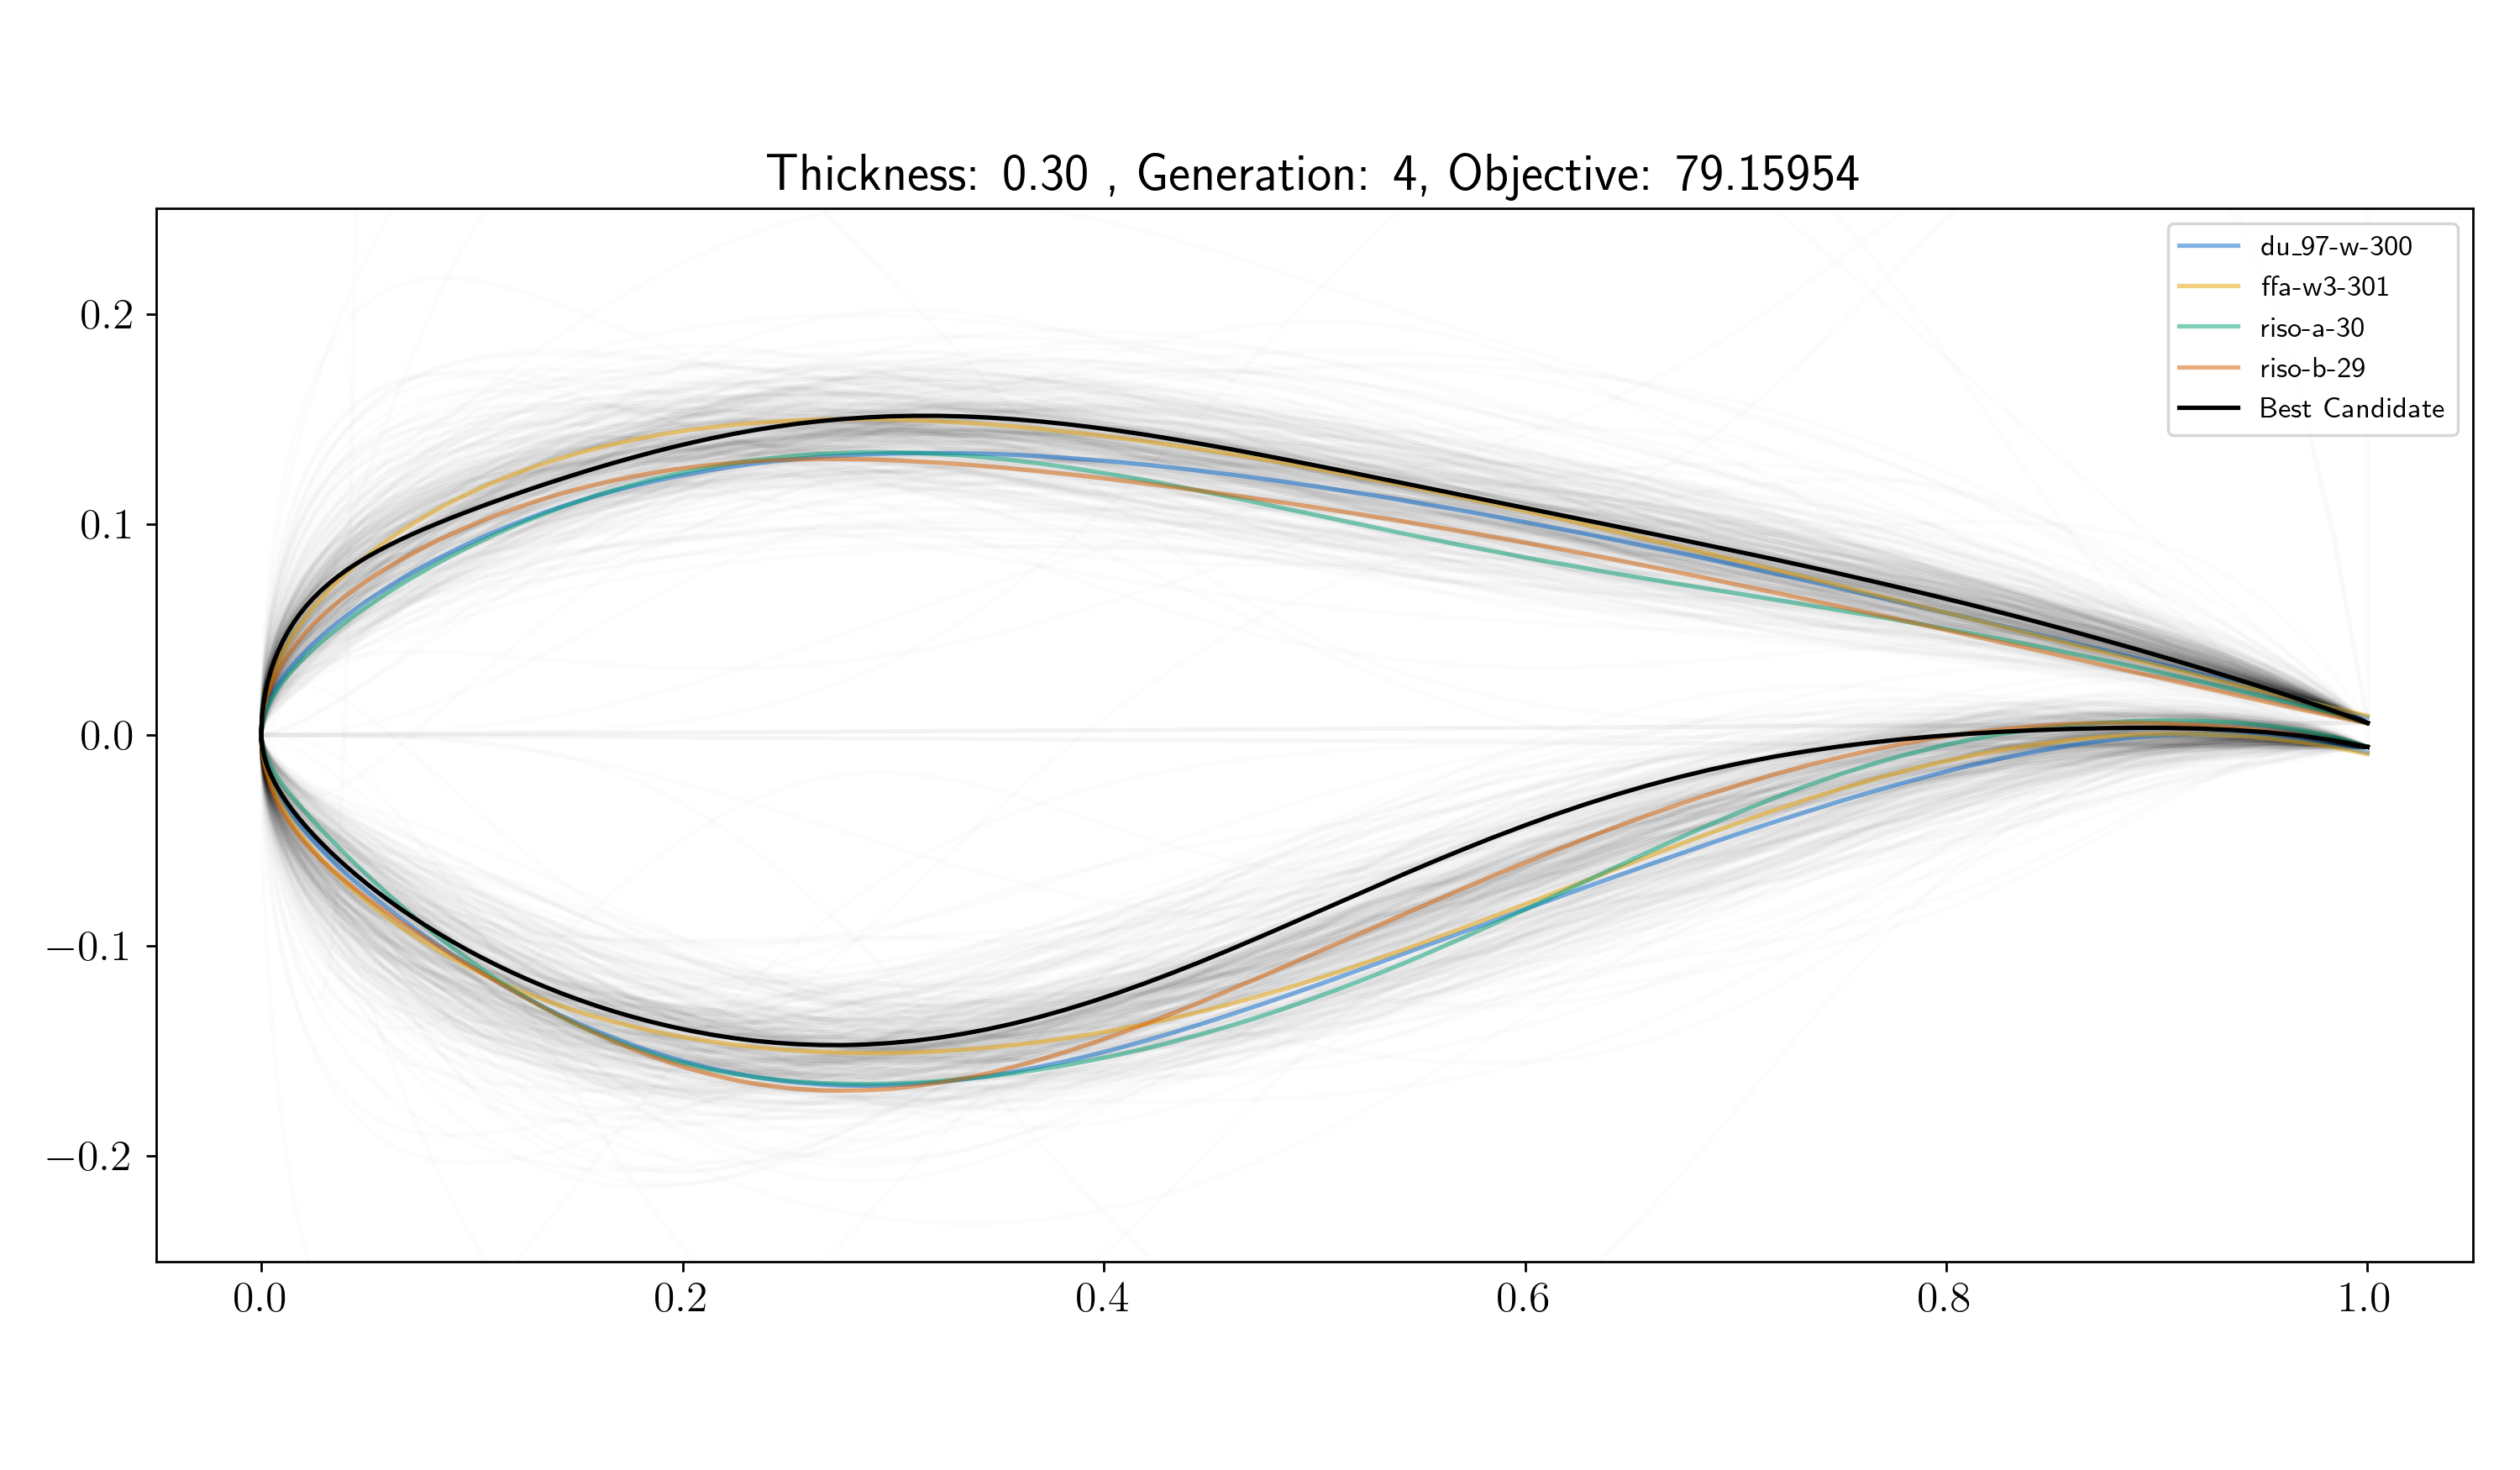 Thickness: 0.30 , Generation: 4, Objective: 79.15954
du_97-w-300
ffa-w3-301
riso-a-30
riso-b-29
Best Candidate
0.2
0.1
0.0
−0.1
−0.2
0.0 0.2 0.4 0.6 0.8 1.0